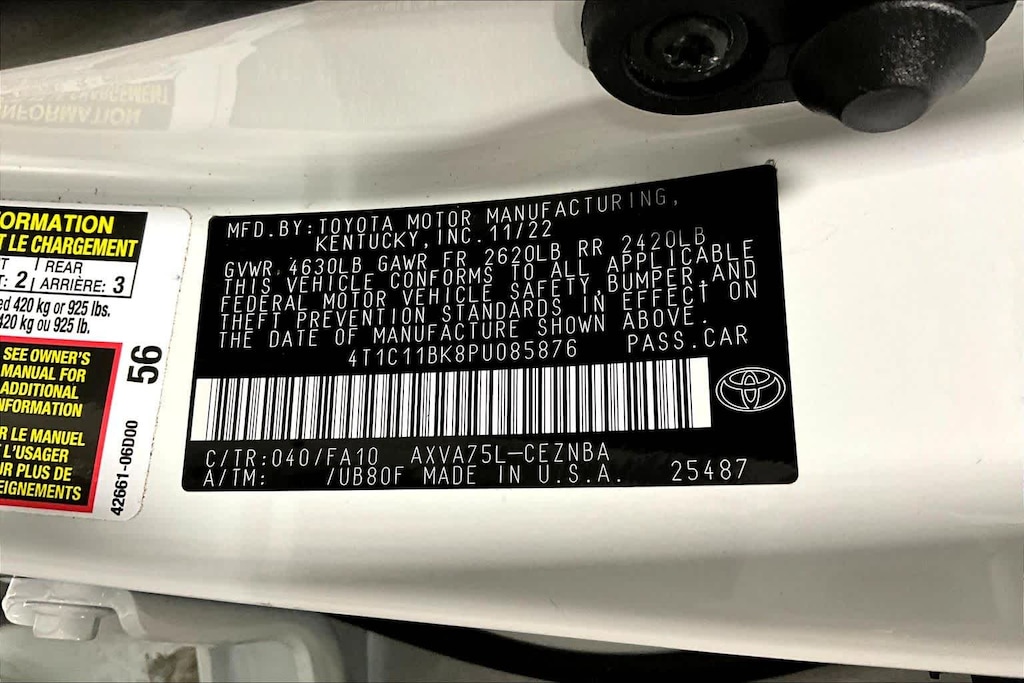 ORMATION
T LE CHARGEMENT
REAR
2 ARRIÈRE: 3
ed 420 kg or 925 lbs.
420 kg ou 925 lb.
SEE OWNER'S
MANUAL FOR
ADDITIONAL
NFORMATION
R LE MANUEL
L'USAGER
UR PLUS DE
EIGNEMENTS
56
42661-06D00
MFD.BY:TOYOTA MOTOR MANUFACTURING,
KENTUCKY,INC.11/22
GVWR 4630LB GAWR FR 2620LB RR 2420LB
THIS VEHICLE CONFORMS TO ALL APPLICABLE
FEDERAL MOTOR VEHICLE SAFETY,BUMPER,AND
THEFT PREVENTION STANDARDS IN EFFECT ON
THE DATE OF MANUFACTURE SHOWN ABOVE.
4T1C11BK8PU085876 PASS.CAR
C/TR:040/FA10 AXVA75L-CEZNBA
A/TM: /UB80F MADE IN U.S.A. 25487